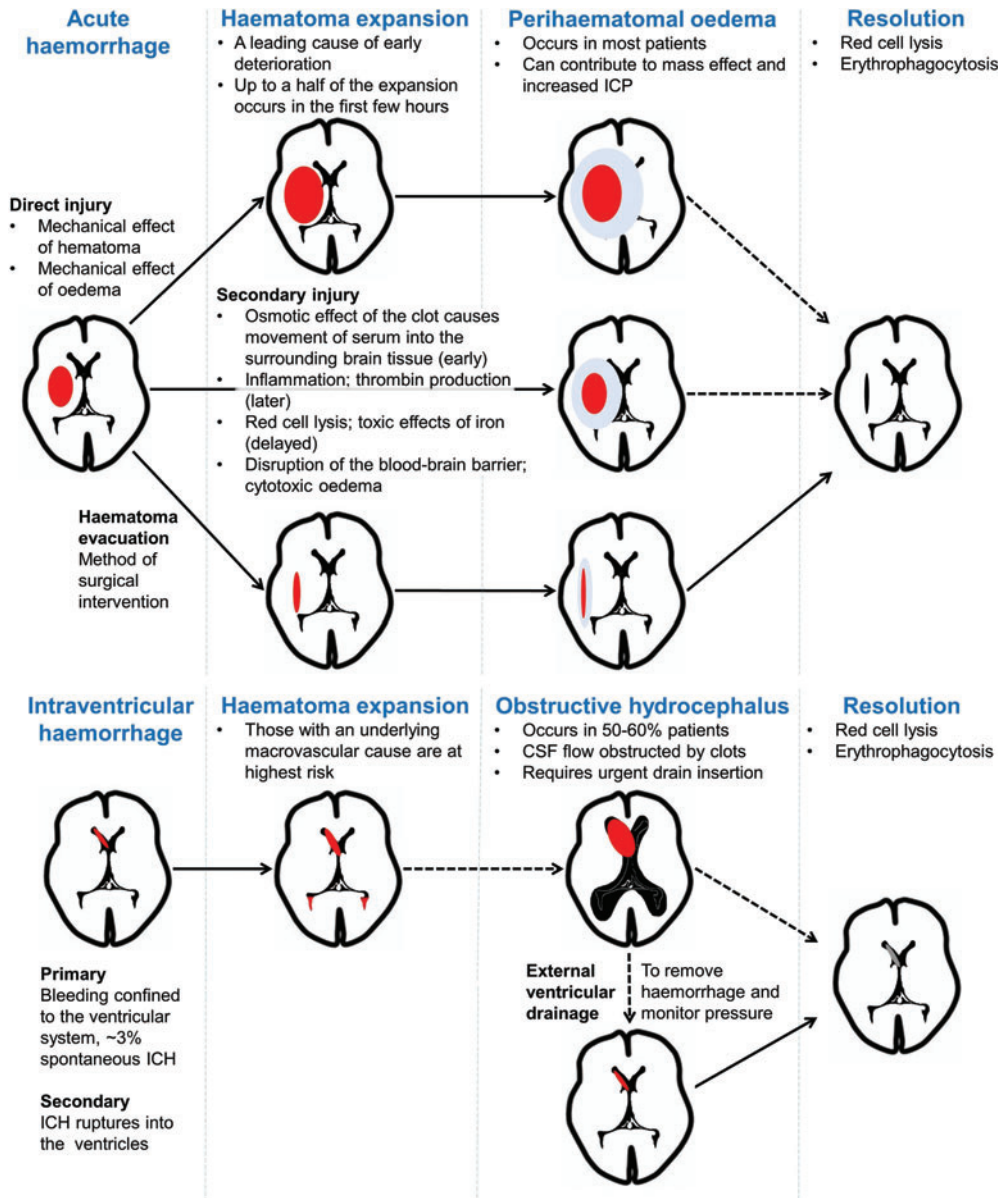 Acute
haemorrhage
Haematoma expansion
• A leading cause of early
deterioration
• Up to a half of the expansion
occurs in the first few hours
Perihaematomal oedema
• Occurs in most patients
• Can contribute to mass effect and
increased ICP
Resolution
• Red cell lysis
• Erythrophagocytosis
Direct injury
• Mechanical effect
of hematoma
• Mechanical effect
of oedema
Secondary injury
• Osmotic effect of the clot causes
movement of serum into the
surrounding brain tissue (early)
• Inflammation; thrombin production
(later)
• Red cell lysis; toxic effects of iron
(delayed)
• Disruption of the blood-brain barrier;
cytotoxic oedema
Haematoma
evacuation
Method of
surgical
intervention
Intraventricular
haemorrhage
Haematoma expansion
• Those with an underlying
macrovascular cause are at
highest risk
Obstructive hydrocephalus
• Occurs in 50-60% patients
• CSF flow obstructed by clots
• Requires urgent drain insertion
Resolution
• Red cell lysis
• Erythrophagocytosis
Primary
Bleeding confined
to the ventricular
system, ~3%
spontaneous ICH
Secondary
ICH ruptures into
the ventricles
External
ventricular
drainage
To remove
haemorrhage and
monitor pressure